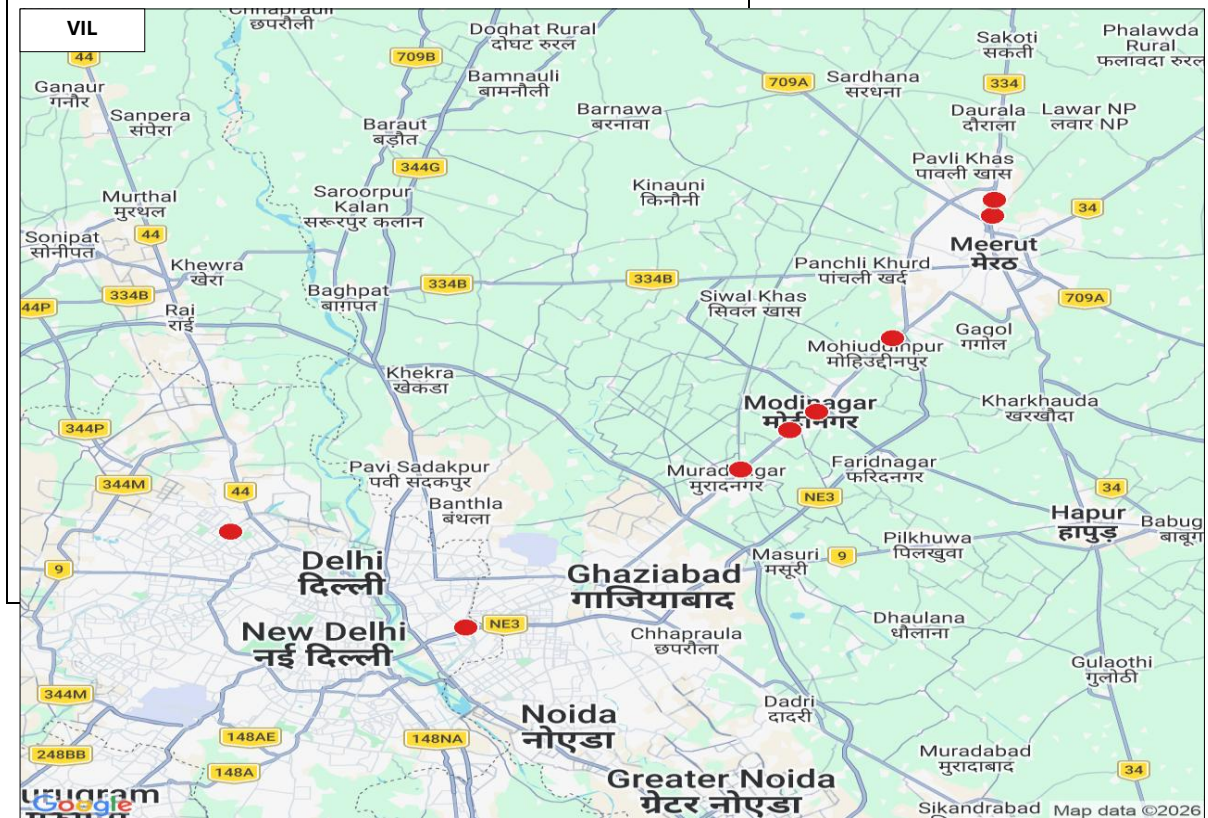 VIL
छपरौली
Doghat Rural
दोघट रुरल
Sakoti
सकती
Phalawda
Rural
फलावदा रुरल
44
709B
709A
334
Ganaur
गनौर
Bamnauli
बामनौली
Sardhana
सरधना
Sanpera
संपेरा
Barnawa
बरनावा
Daurala
दौराला
Lawar NP
लवार NP
Baraut
बड़ौत
344G
Pavli Khas
पावली खास
Murthal
मुरथल
Saroorpur
Kalan
सरूरपुर कलान
Kinauni
किनौनी
34
44
Sonipat
सोनीपत
Meerut
मेरठ
Khewra
खेरा
Panchli Khurd
पांचली खुर्द
334B
334B
334B
44P
Baghpat
बाग़पत
Siwal Khas
सिवल खास
709A
Rai
राई
Gagol
गगोल
Mohiuddinpur
मोहिउद्दीनपुर
Khekra
खेकडा
Modinagar
मोदीनगर
Kharkhauda
खरखौदा
344P
Pavi Sadakpur
पवी सदकपुर
Muradnagar
मुरादनगर
Faridnagar
फरिदनगर
344M
44
NE3
34
Banthla
बंथला
Hapur
हापुड़
Babug
Pilkhuwa
पिलखुवा
Delhi
दिल्ली
Masuri
मसूरी
9
9
Ghaziabad
गाजियाबाद
New Delhi
नई दिल्ली
NE3
Dhaulana
धौलाना
Chhapraula
छपरौला
Gulaothi
गुलोठी
344M
Dadri
दादरी
Noida
नोएडा
148AE
148NA
248BB
148A
Muradabad
मुरादाबाद
34
Greater Noida
ग्रेटर नोएडा
urugram
Google
Sikandrabad
Map data ©2026